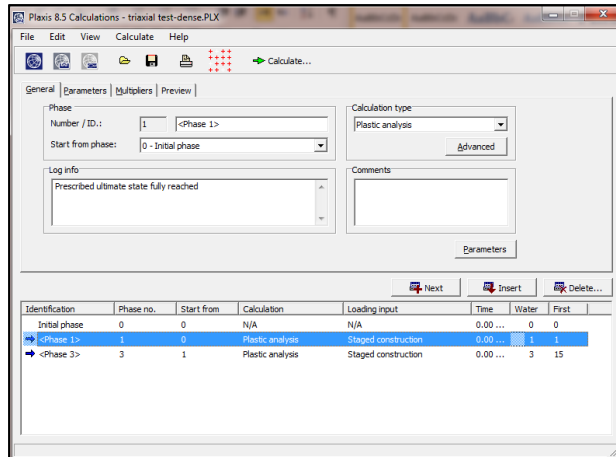 Plaxis 8.5 Calculations - triaxial test-dense.PLX
File Edit View Calculate Help
Calculate...
General Parameters Multipliers Preview
Phase
Number / ID.: 1 <Phase 1>
Start from phase: 0 - Initial phase
Calculation type
Plastic analysis
Advanced
Log info
Prescribed ultimate state fully reached
Comments
Parameters
Next Insert Delete...
Identification Phase no. Start from Calculation Loading input Time Water First
Initial phase 0 0 N/A N/A 0.00 ... 0 0
<Phase 1> 1 0 Plastic analysis Staged construction 0.00 ... 1 1
<Phase 3> 3 1 Plastic analysis Staged construction 0.00 ... 3 15